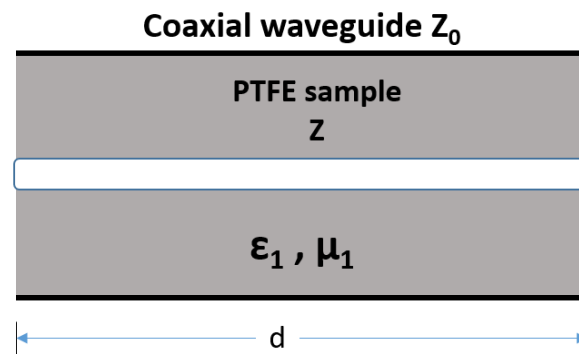 Coaxial waveguide Z₀
PTFE sample
Z
ε₁ , μ₁
d